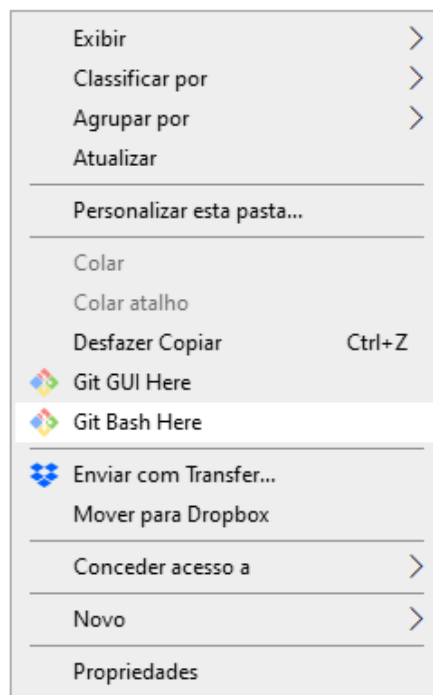 Exibir
Classificar por
Agrupar por
Atualizar
Personalizar esta pasta...
Colar
Colar atalho
Desfazer Copiar Ctrl+Z
Git GUI Here
Git Bash Here
Enviar com Transfer...
Mover para Dropbox
Conceder acesso a
Novo
Propriedades